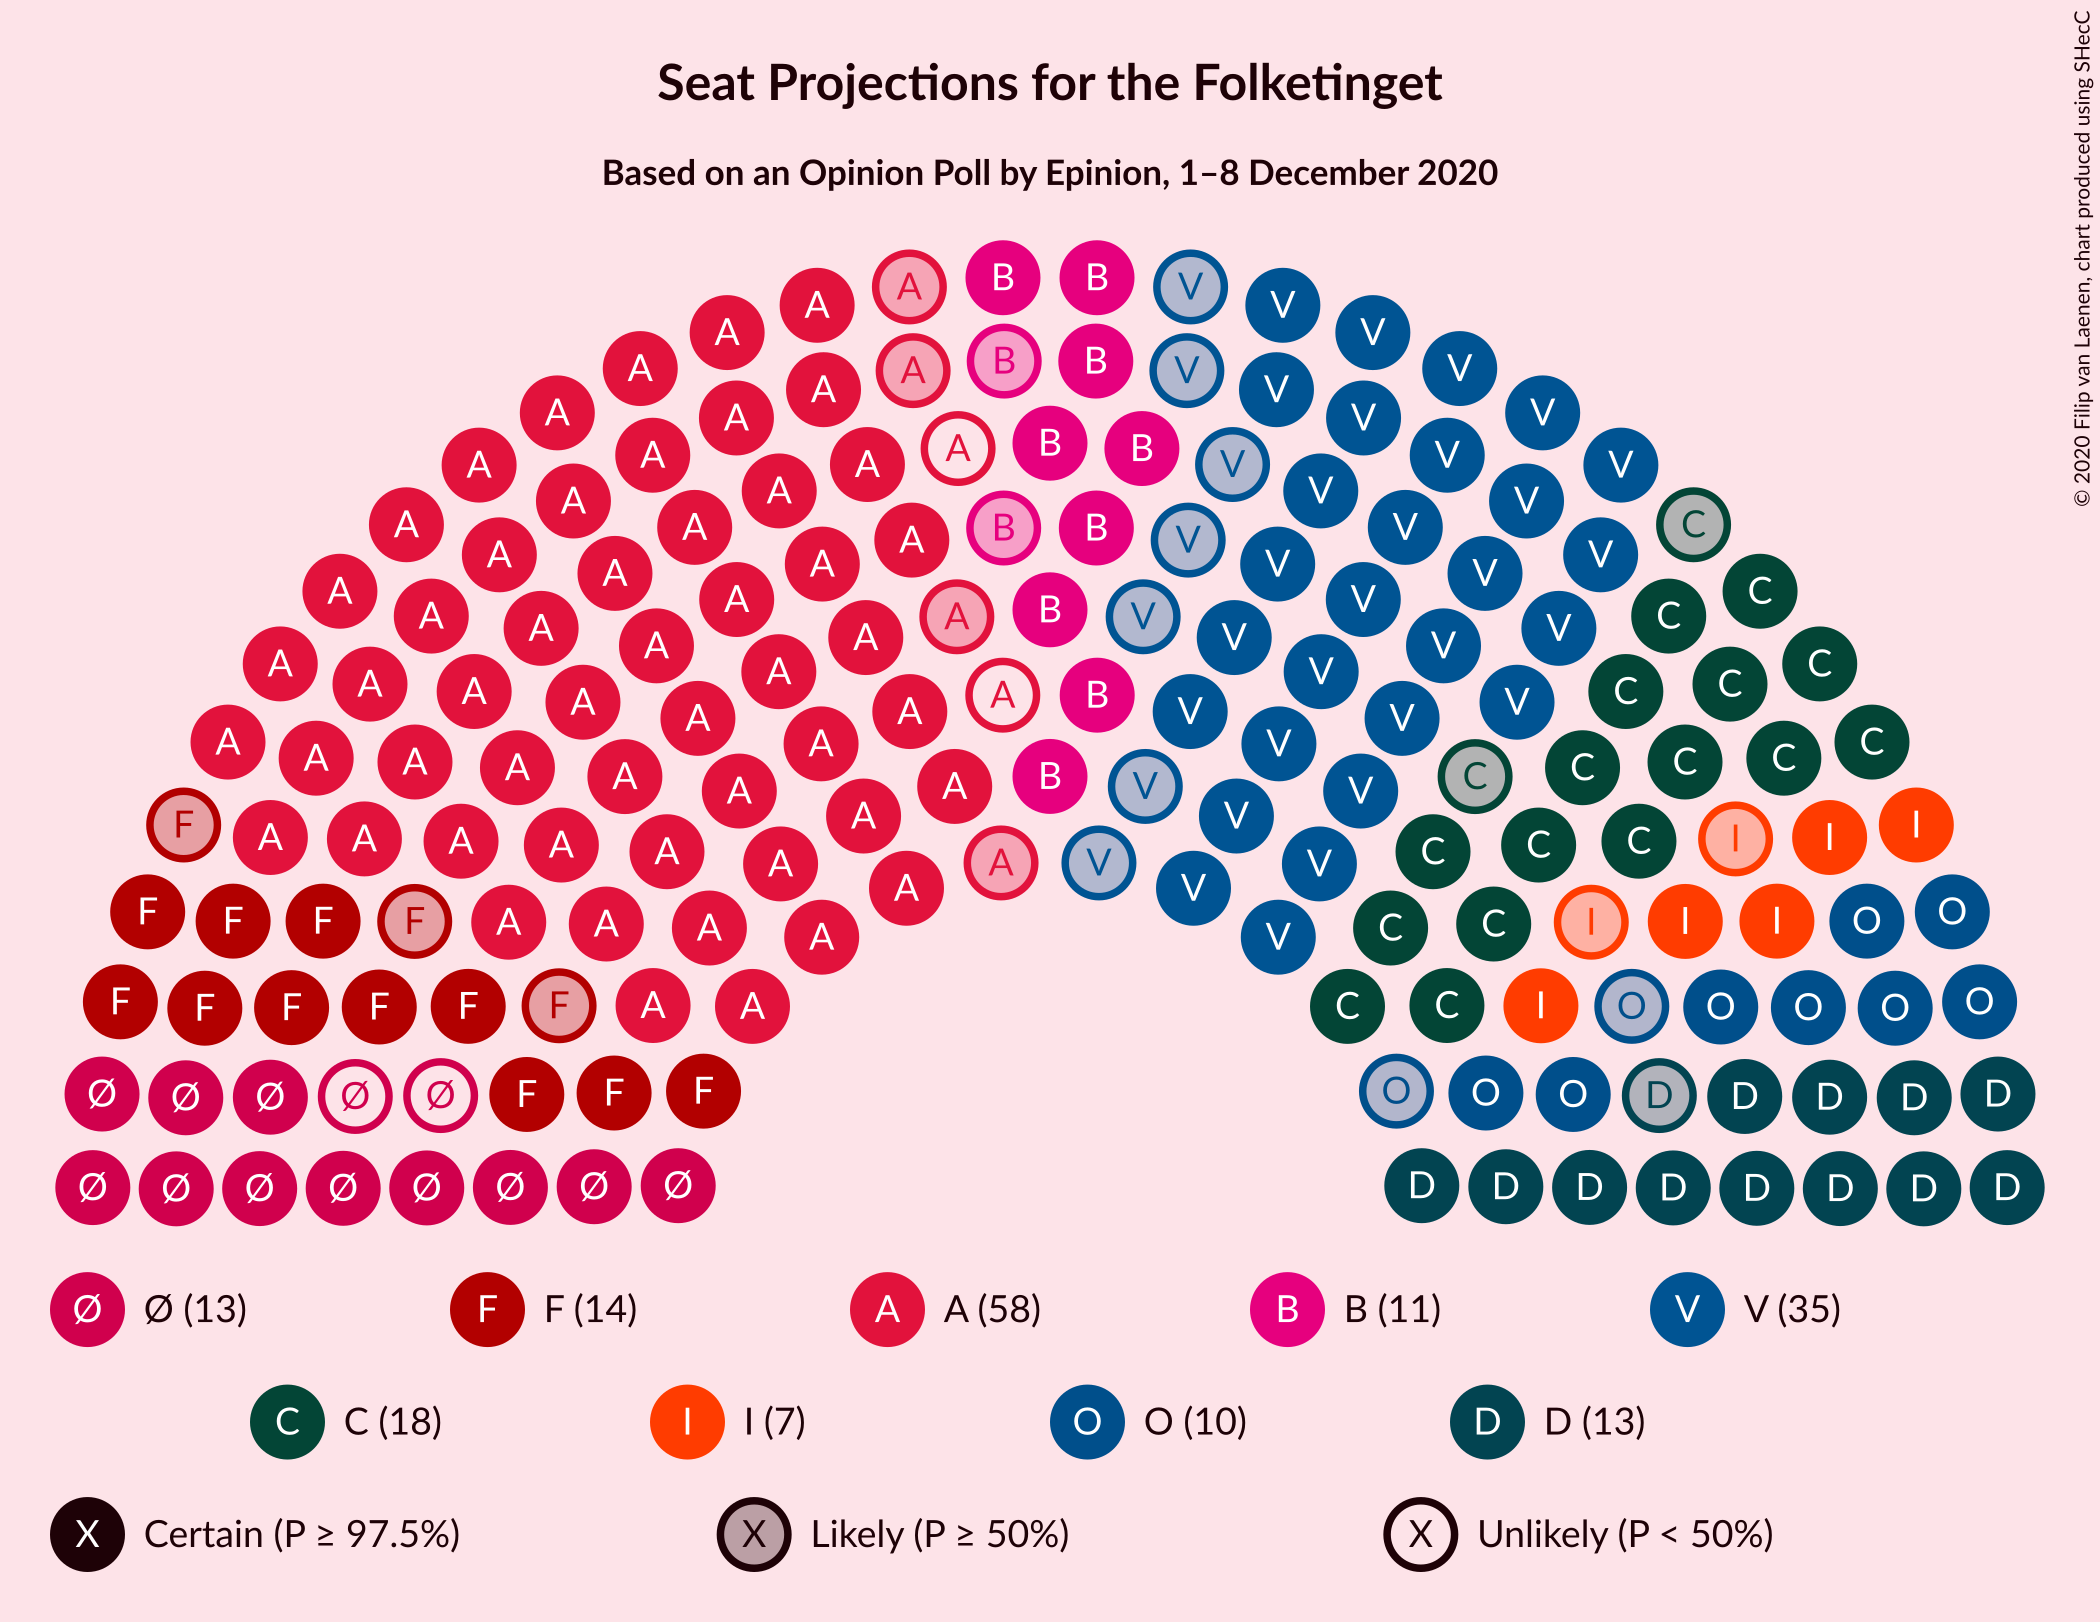 Seat Projections for the Folketinget
Based on an Opinion Poll by Epinion, 1–8 December 2020
© 2020 Filip van Laenen, chart produced using SHecC
B B
A V
A V
A B B V
A A V V
A A V V
A B B V
A A V V
A A V V
A A V C
A B V
A A V V
A A V V
A A V C
A A V C
A B V
A A V V
A A V C
A A V C
A A B V V C
A A V C
A A V C
A A V C
A B V
F A A A A A V V C C C I I I
A A V V
F F F F A A A A A V V C C I I I O O
F F F F F F A A C C I O O O O O
Ø Ø Ø Ø Ø F F F O O O D D D D D
Ø Ø Ø Ø Ø Ø Ø Ø D D D D D D D D
Ø Ø (13) F F (14) A A (58) B B (11) V V (35)
C C (18) I I (7) O O (10) D D (13)
X Certain (P ≥ 97.5%) X Likely (P ≥ 50%) X Unlikely (P < 50%)